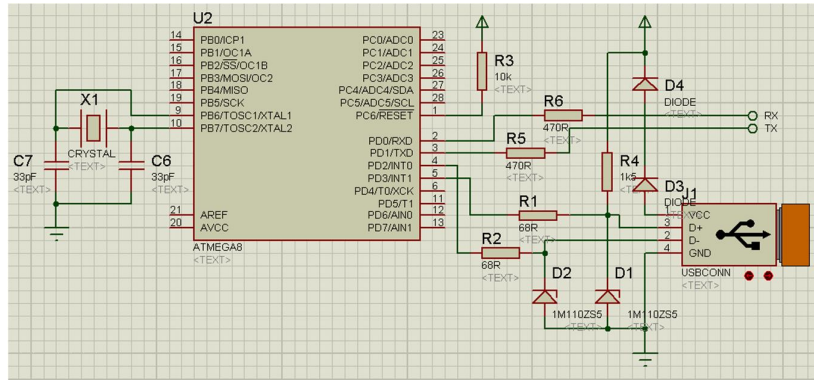 U2
14 PB0/ICP1
15 PB1/OC1A
16 PB2/SS/OC1B
17 PB3/MOSI/OC2
18 PB4/MISO
19 PB5/SCK
9 PB6/TOSC1/XTAL1
10 PB7/TOSC2/XTAL2
21 AREF
20 AVCC
PC0/ADC0 23
PC1/ADC1 24
PC2/ADC2 25
PC3/ADC3 26
PC4/ADC4/SDA 27
PC5/ADC5/SCL 28
PC6/RESET 1
PD0/RXD 2
PD1/TXD 3
PD2/INT0 4
PD3/INT1 5
PD4/T0/XCK 6
PD5/T1 11
PD6/AIN0 12
PD7/AIN1 13
ATMEGA8
<TEXT>
X1
CRYSTAL
<TEXT>
C7
33pF
<TEXT>
C6
33pF
<TEXT>
R3
10k
<TEXT>
R6
470R
<TEXT>
R5
470R
<TEXT>
RX
TX
R4
1k5
<TEXT>
D4
DIODE
<TEXT>
D3
DIODE
<TEXT>
R1
68R
<TEXT>
R2
68R
<TEXT>
D2
1M110ZS5
<TEXT>
D1
1M110ZS5
<TEXT>
J1
1 VCC
3 D+
2 D-
4 GND
USBCONN
<TEXT>